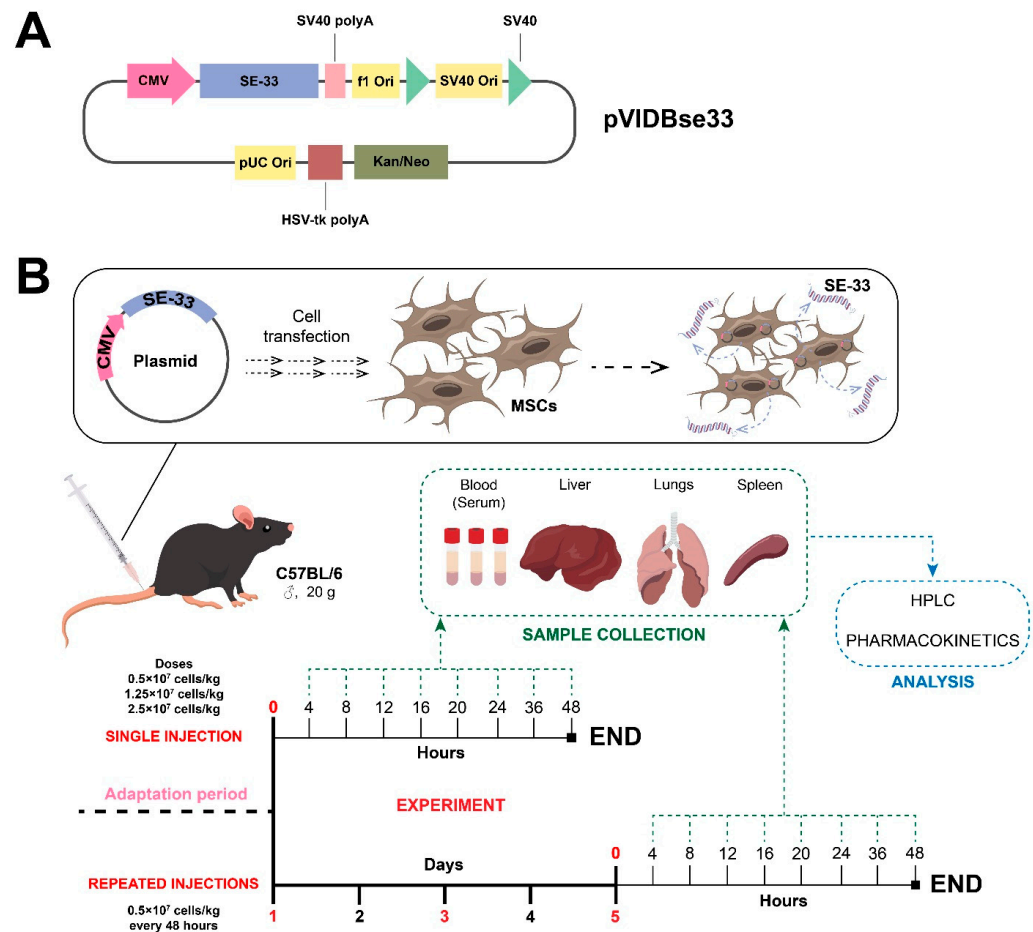 A
SV40 polyA
SV40
CMV
SE-33
f1 Ori
SV40 Ori
pVIDBse33
pUC Ori
Kan/Neo
HSV-tk polyA
B
CMV
SE-33
Plasmid
Cell
transfection
MSCs
SE-33
Blood
(Serum)
Liver
Lungs
Spleen
C57BL/6
♂, 20 g
SAMPLE COLLECTION
HPLC
PHARMACOKINETICS
ANALYSIS
Doses
0.5×10⁷ cells/kg
1.25×10⁷ cells/kg
2.5×10⁷ cells/kg
SINGLE INJECTION
0 4 8 12 16 20 24 36 48
Hours
END
Adaptation period
EXPERIMENT
Days
0 4 8 12 16 20 24 36 48
Hours
END
REPEATED INJECTIONS
0.5×10⁷ cells/kg
every 48 hours
1 2 3 4 5